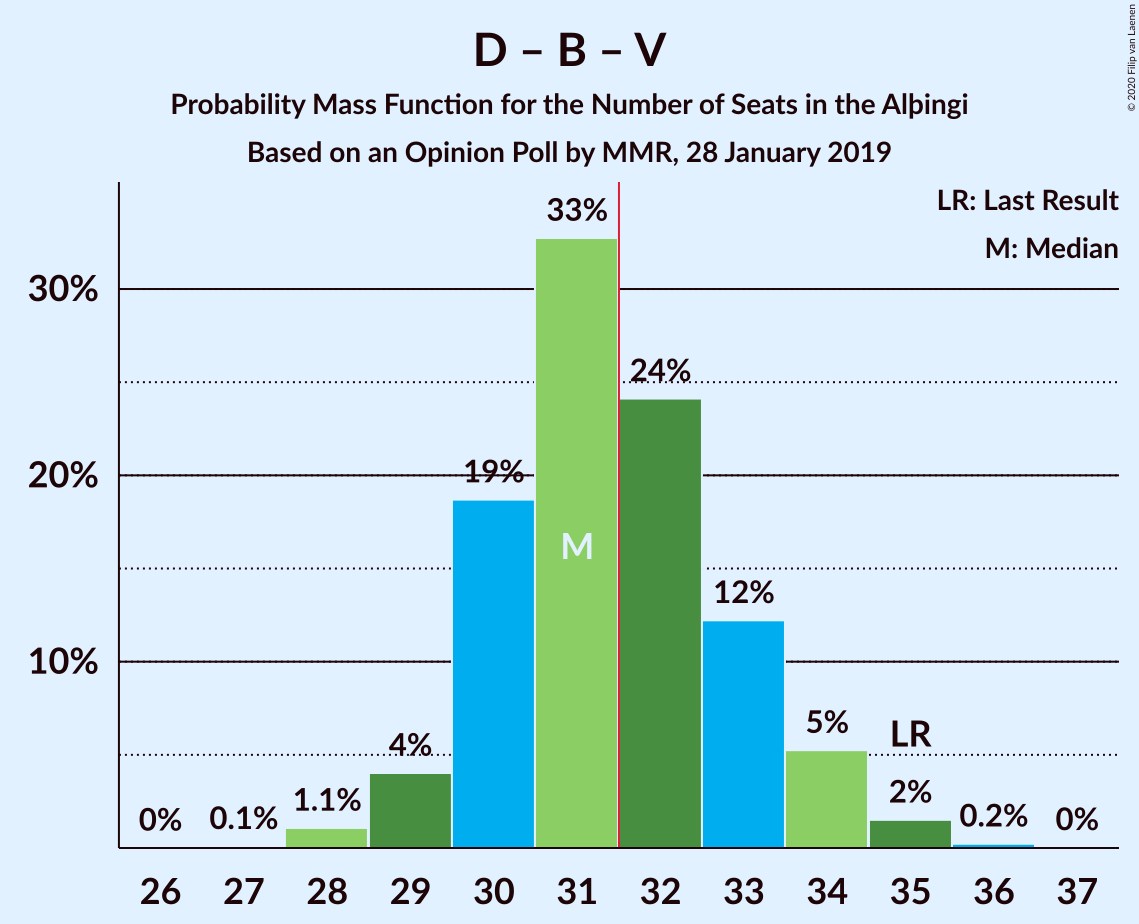 D – B – V
Probability Mass Function for the Number of Seats in the Alþingi
Based on an Opinion Poll by MMR, 28 January 2019
© 2020 Filip van Laenen
LR: Last Result
M: Median
30%
20%
10%
0%
0.1%
1.1%
4%
19%
33%
24%
12%
5%
2%
0.2%
0%
M
LR
26 27 28 29 30 31 32 33 34 35 36 37